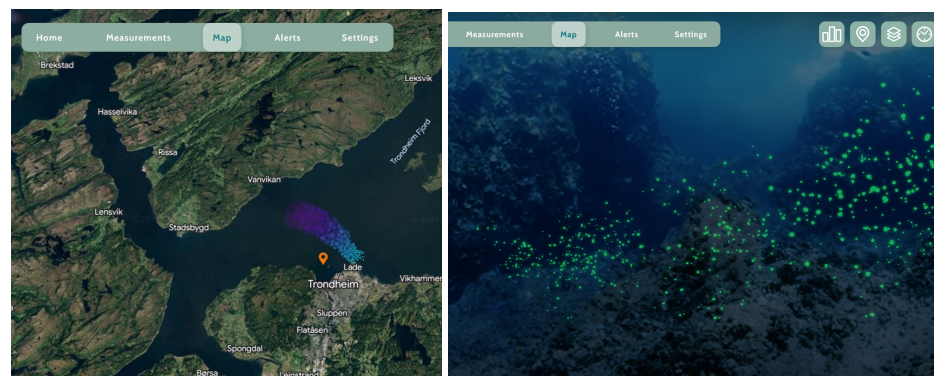 Home Measurements Map Alerts Settings
Brekstad
Leksvik
Hasselvika
Trondheim Fjord
Rissa
Vanvikan
Lensvik
Stadsbygd
Lade
Vikhammer
Trondheim
Sluppen
Flatåsen
Spongdal
Børsa
Leinstrand
Measurements Map Alerts Settings